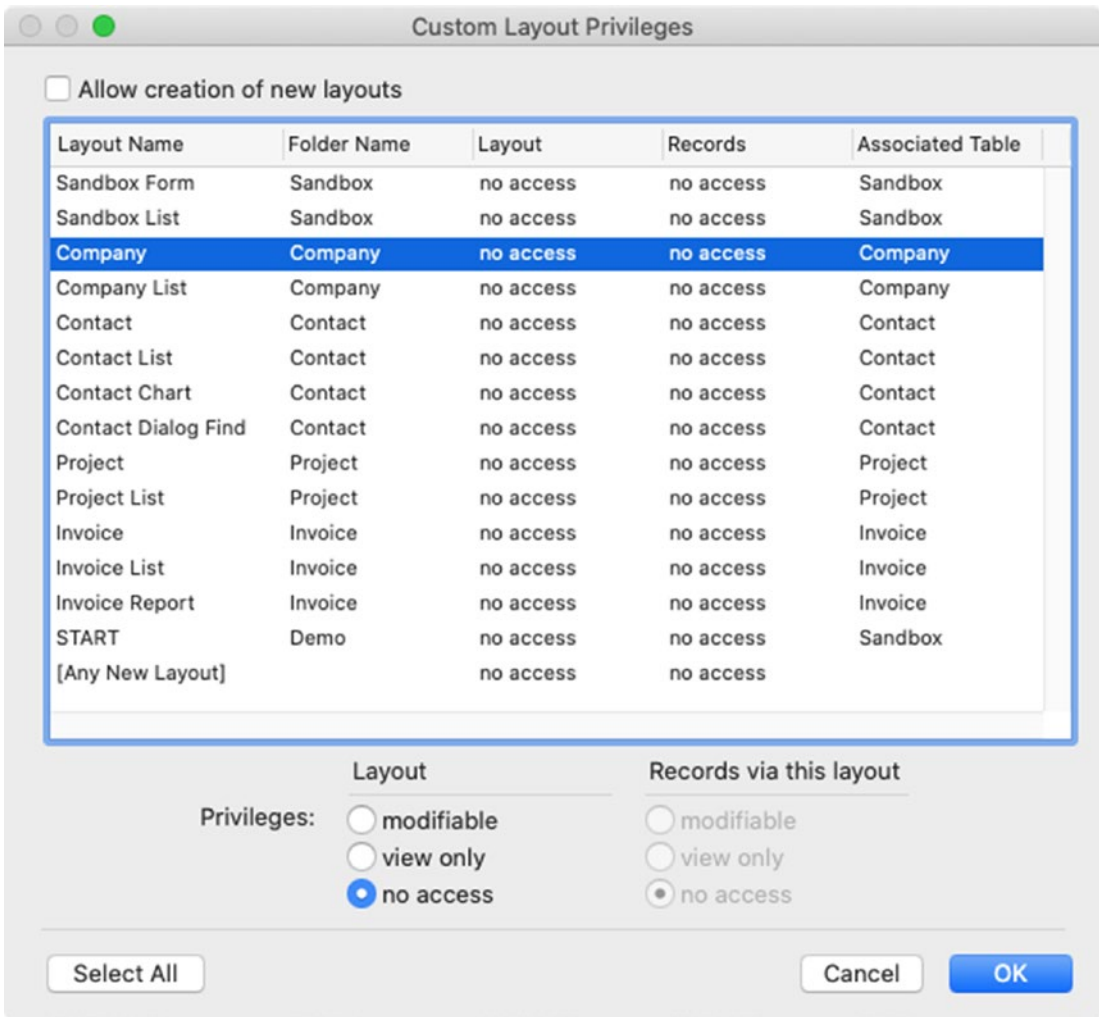 Custom Layout Privileges
Allow creation of new layouts
Layout Name Folder Name Layout Records Associated Table
Sandbox Form Sandbox no access no access Sandbox
Sandbox List Sandbox no access no access Sandbox
Company Company no access no access Company
Company List Company no access no access Company
Contact Contact no access no access Contact
Contact List Contact no access no access Contact
Contact Chart Contact no access no access Contact
Contact Dialog Find Contact no access no access Contact
Project Project no access no access Project
Project List Project no access no access Project
Invoice Invoice no access no access Invoice
Invoice List Invoice no access no access Invoice
Invoice Report Invoice no access no access Invoice
START Demo no access no access Sandbox
[Any New Layout] no access no access
Layout Records via this layout
Privileges: modifiable modifiable
view only view only
no access no access
Select All Cancel OK